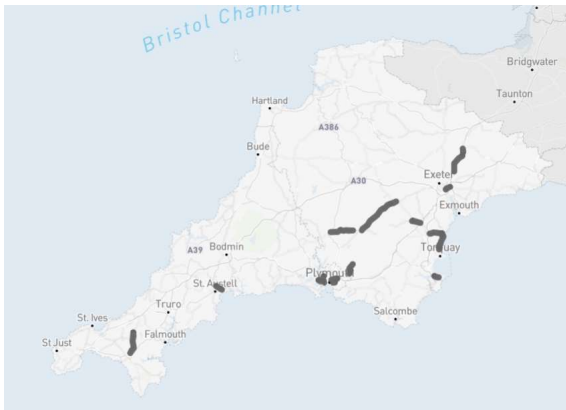 Bristol Channel
Bridgwater
Taunton
Hartland
A386
Bude
Exeter
A30
Exmouth
A39
Bodmin
Torquay
Plymouth
St. Austell
Truro
Salcombe
St. Ives
Falmouth
St Just